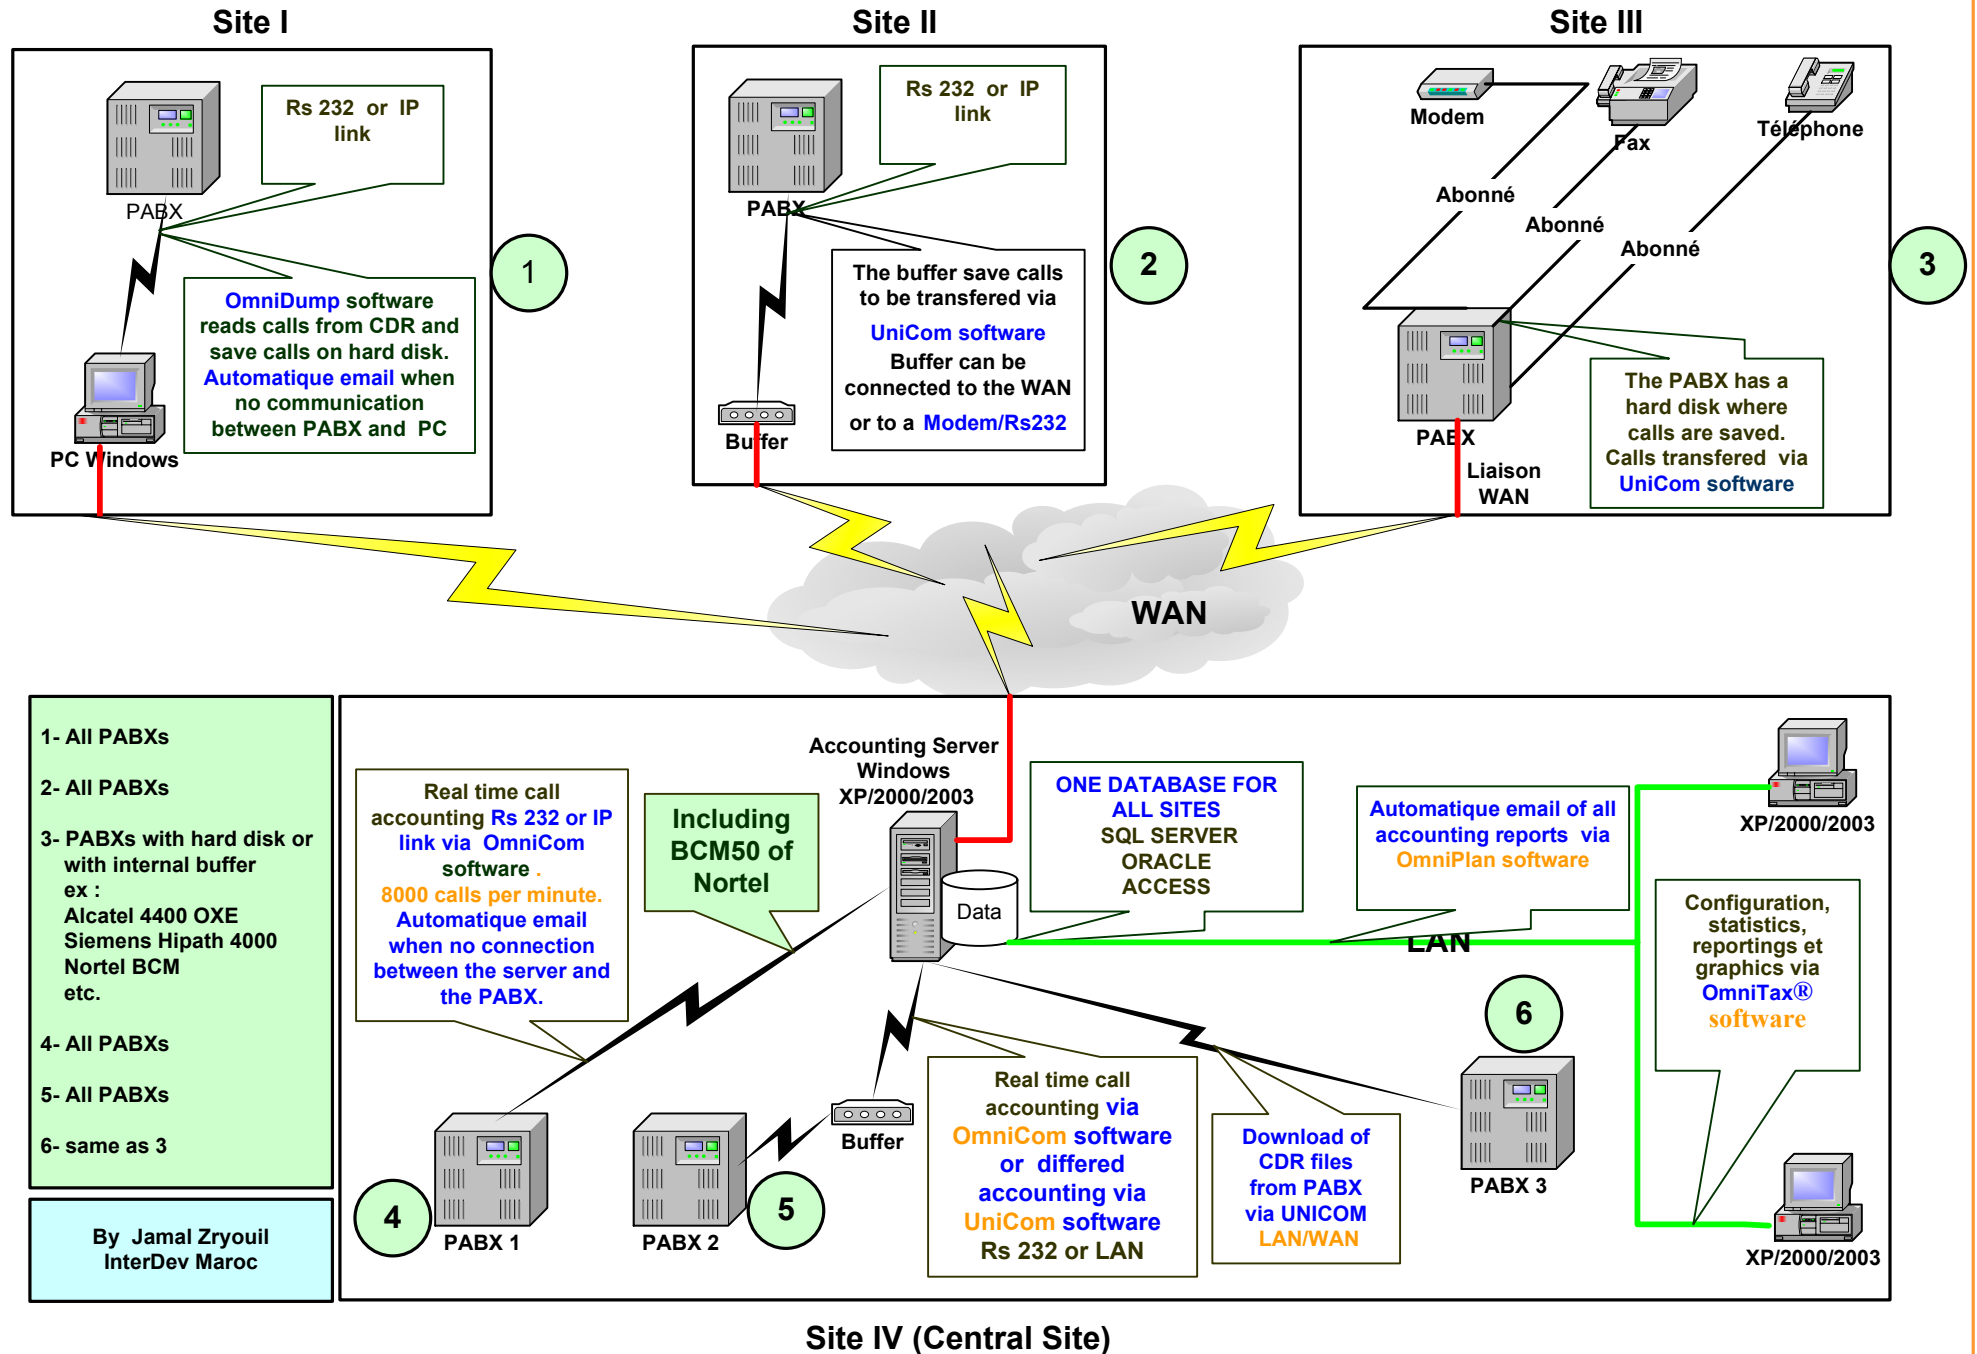 Site I
Site II
Site III
Rs 232 or IP
link
PABX
1
OmniDump software
reads calls from CDR and
save calls on hard disk.
Automatique email when
no communication
between PABX and PC
PC Windows
Rs 232 or IP
link
PABX
2
The buffer save calls
to be transfered via
UniCom software
Buffer can be
connected to the WAN
or to a Modem/Rs232
Buffer
Modem
Fax
Téléphone
Abonné
Abonné
Abonné
3
PABX
The PABX has a
hard disk where
calls are saved.
Calls transfered via
UniCom software
Liaison
WAN
WAN
1- All PABXs
2- All PABXs
3- PABXs with hard disk or
with internal buffer
ex :
Alcatel 4400 OXE
Siemens Hipath 4000
Nortel BCM
etc.
4- All PABXs
5- All PABXs
6- same as 3
By Jamal Zryouil
InterDev Maroc
Real time call
accounting Rs 232 or IP
link via OmniCom
software .
8000 calls per minute.
Automatique email
when no connection
between the server and
the PABX.
Including
BCM50 of
Nortel
Accounting Server
Windows
XP/2000/2003
Data
ONE DATABASE FOR
ALL SITES
SQL SERVER
ORACLE
ACCESS
Automatique email of all
accounting reports via
OmniPlan software
LAN
XP/2000/2003
Configuration,
statistics,
reportings et
graphics via
OmniTax®
software
6
PABX 3
Buffer
4
PABX 1
PABX 2
5
Real time call
accounting via
OmniCom software
or differed
accounting via
UniCom software
Rs 232 or LAN
Download of
CDR files
from PABX
via UNICOM
LAN/WAN
XP/2000/2003
Site IV (Central Site)